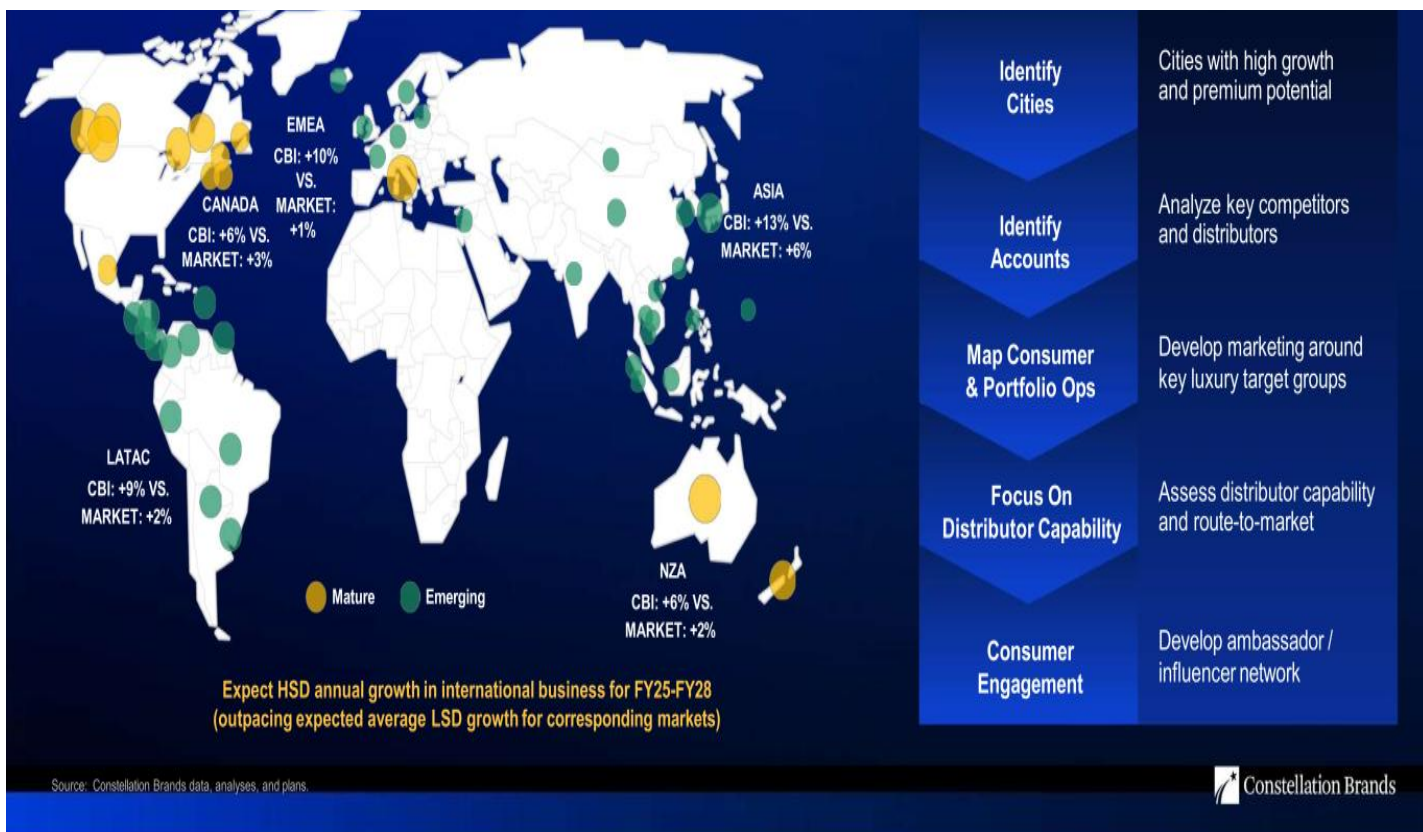 EMEA
CBI: +10%
VS.
MARKET:
+1%
CANADA
CBI: +6% VS.
MARKET: +3%
ASIA
CBI: +13% VS.
MARKET: +6%
LATAC
CBI: +9% VS.
MARKET: +2%
NZA
CBI: +6% VS.
MARKET: +2%
Mature
Emerging
Expect HSD annual growth in international business for FY25-FY28
(outpacing expected average LSD growth for corresponding markets)
Identify
Cities
Cities with high growth
and premium potential
Identify
Accounts
Analyze key competitors
and distributors
Map Consumer
& Portfolio Ops
Develop marketing around
key luxury target groups
Focus On
Distributor Capability
Assess distributor capability
and route-to-market
Consumer
Engagement
Develop ambassador /
influencer network
Source: Constellation Brands data, analyses, and plans.
Constellation Brands